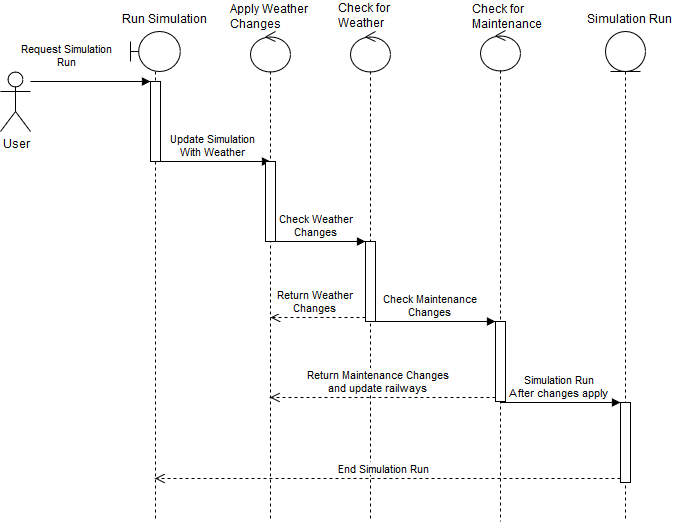 Run Simulation
Apply Weather
Changes
Check for
Weather
Check for
Maintenance
Simulation Run
Request Simulation
Run
User
Update Simulation
With Weather
Check Weather
Changes
Return Weather
Changes
Check Maintenance
Changes
Return Maintenance Changes
and update railways
Simulation Run
After changes apply
End Simulation Run